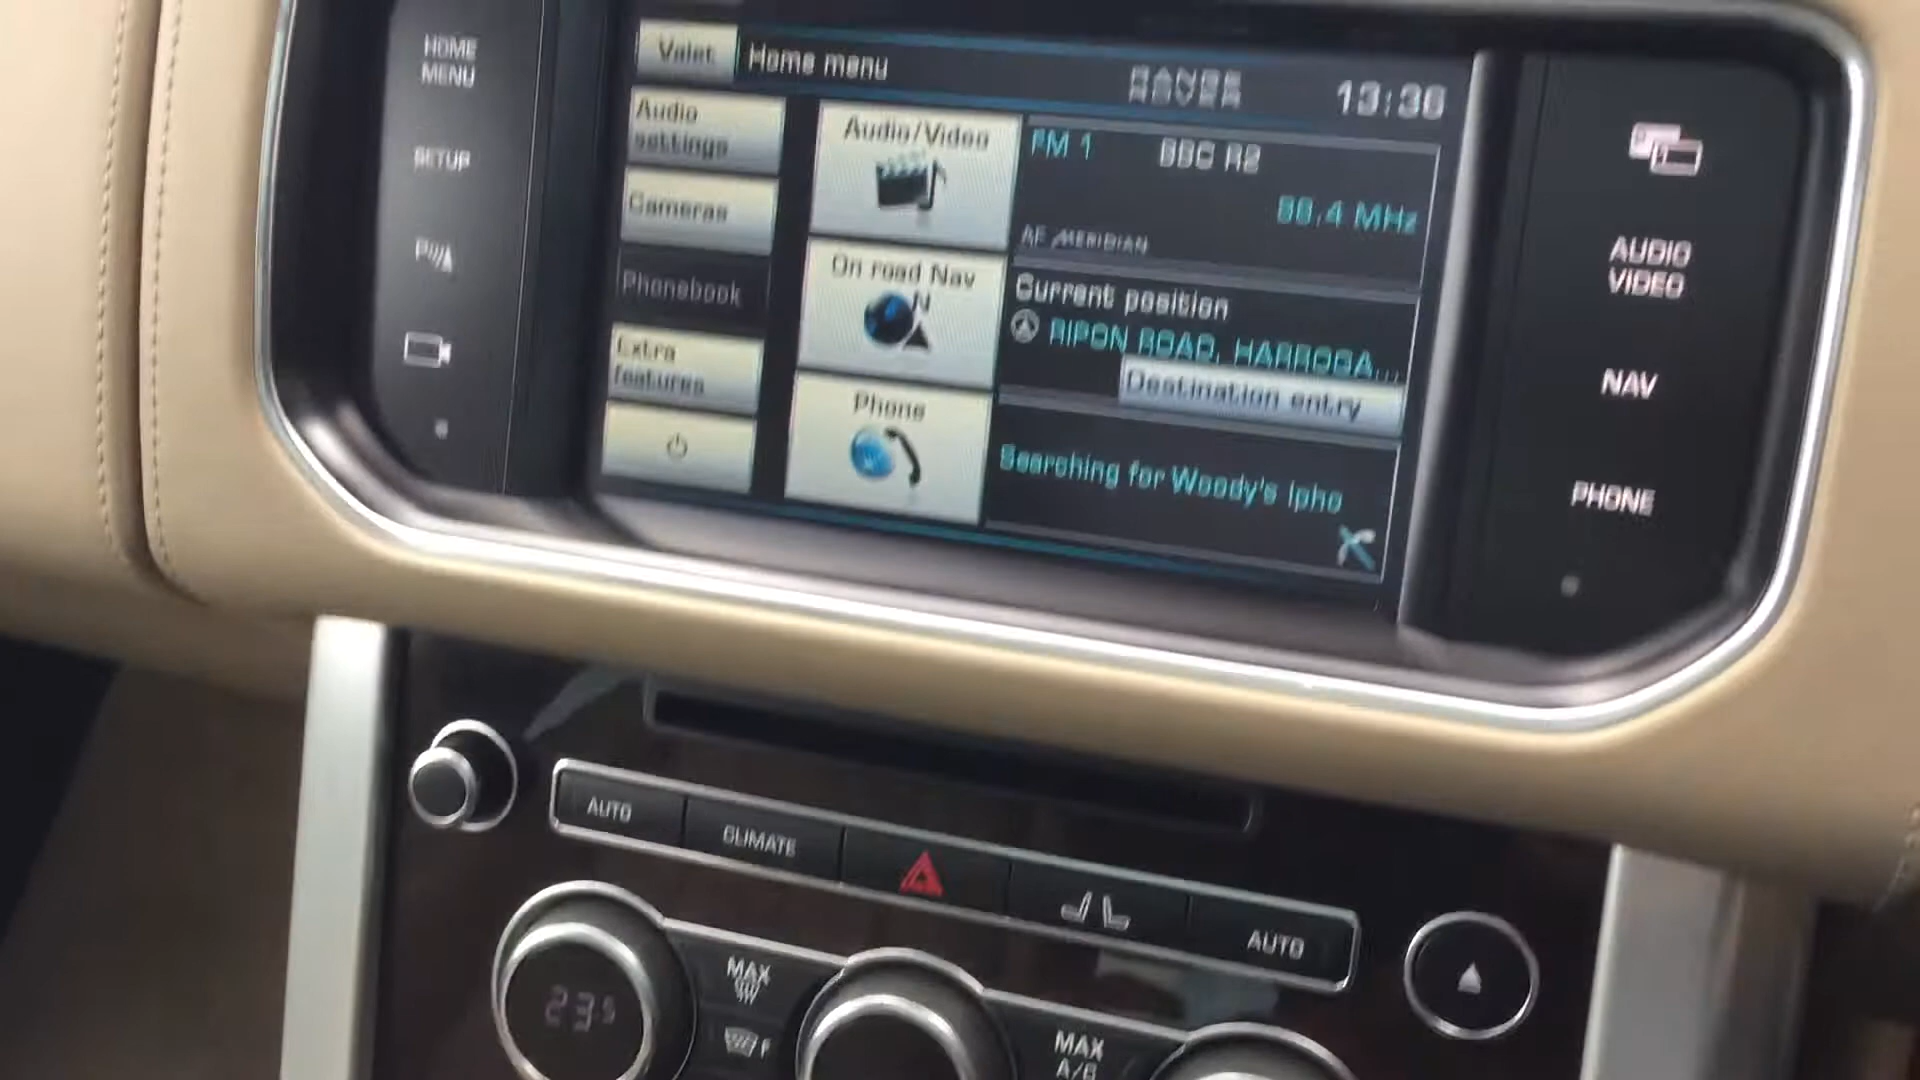 HOME
MENU
SETUP
Valet
Home menu
RANGE
ROVER
13:36
Audio
settings
Cameras
Phonebook
Extra
features
Audio/Video
On road Nav
N
Phone
FM 1
BBC R2
88.4 MHz
AF MERIDIAN
Current position
RIPON ROAD, HARROGA...
Destination entry
Searching for Woody's ipho
AUDIO
VIDEO
NAV
PHONE
AUTO
CLIMATE
AUTO
23.5
MAX
F
MAX
A/C